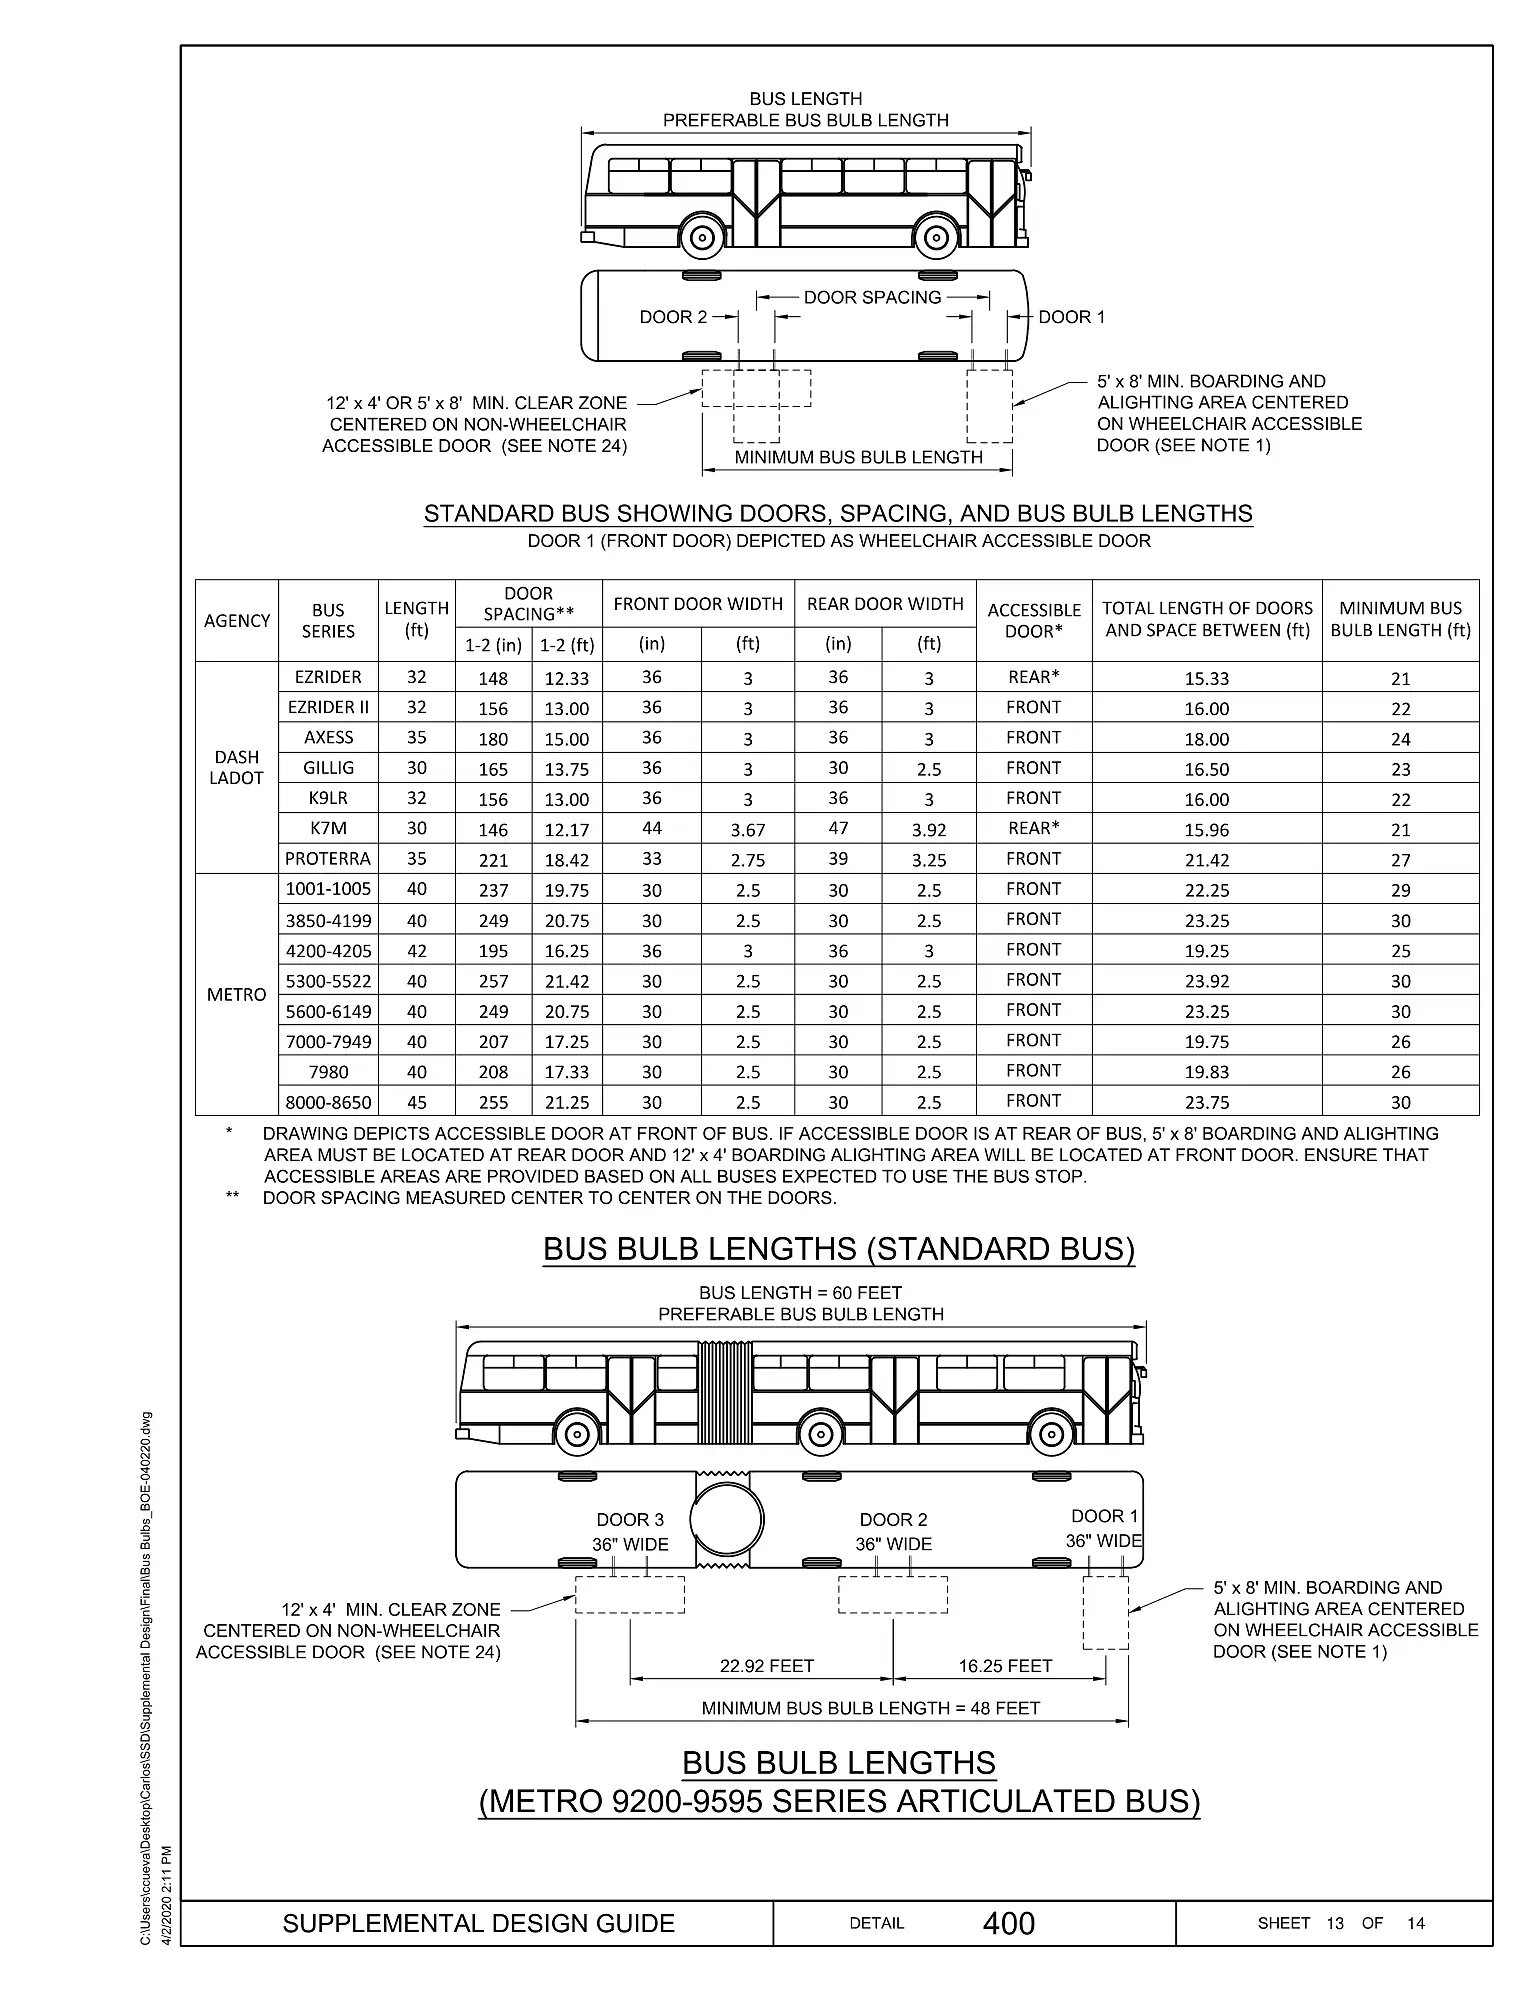 BUS LENGTH
PREFERABLE BUS BULB LENGTH
DOOR SPACING
DOOR 2
DOOR 1
12' x 4' OR 5' x 8' MIN. CLEAR ZONE
CENTERED ON NON-WHEELCHAIR
ACCESSIBLE DOOR (SEE NOTE 24)
5' x 8' MIN. BOARDING AND
ALIGHTING AREA CENTERED
ON WHEELCHAIR ACCESSIBLE
DOOR (SEE NOTE 1)
MINIMUM BUS BULB LENGTH
STANDARD BUS SHOWING DOORS, SPACING, AND BUS BULB LENGTHS
DOOR 1 (FRONT DOOR) DEPICTED AS WHEELCHAIR ACCESSIBLE DOOR
AGENCY
BUS
SERIES
LENGTH
(ft)
DOOR
SPACING**
1-2 (in) 1-2 (ft)
FRONT DOOR WIDTH
(in) (ft)
REAR DOOR WIDTH
(in) (ft)
ACCESSIBLE
DOOR*
TOTAL LENGTH OF DOORS
AND SPACE BETWEEN (ft)
MINIMUM BUS
BULB LENGTH (ft)
DASH
LADOT
EZRIDER 32 148 12.33 36 3 36 3 REAR* 15.33 21
EZRIDER II 32 156 13.00 36 3 36 3 FRONT 16.00 22
AXESS 35 180 15.00 36 3 36 3 FRONT 18.00 24
GILLIG 30 165 13.75 36 3 30 2.5 FRONT 16.50 23
K9LR 32 156 13.00 36 3 36 3 FRONT 16.00 22
K7M 30 146 12.17 44 3.67 47 3.92 REAR* 15.96 21
PROTERRA 35 221 18.42 33 2.75 39 3.25 FRONT 21.42 27
METRO
1001-1005 40 237 19.75 30 2.5 30 2.5 FRONT 22.25 29
3850-4199 40 249 20.75 30 2.5 30 2.5 FRONT 23.25 30
4200-4205 42 195 16.25 36 3 36 3 FRONT 19.25 25
5300-5522 40 257 21.42 30 2.5 30 2.5 FRONT 23.92 30
5600-6149 40 249 20.75 30 2.5 30 2.5 FRONT 23.25 30
7000-7949 40 207 17.25 30 2.5 30 2.5 FRONT 19.75 26
7980 40 208 17.33 30 2.5 30 2.5 FRONT 19.83 26
8000-8650 45 255 21.25 30 2.5 30 2.5 FRONT 23.75 30
* DRAWING DEPICTS ACCESSIBLE DOOR AT FRONT OF BUS. IF ACCESSIBLE DOOR IS AT REAR OF BUS, 5' x 8' BOARDING AND ALIGHTING
AREA MUST BE LOCATED AT REAR DOOR AND 12' x 4' BOARDING ALIGHTING AREA WILL BE LOCATED AT FRONT DOOR. ENSURE THAT
ACCESSIBLE AREAS ARE PROVIDED BASED ON ALL BUSES EXPECTED TO USE THE BUS STOP.
** DOOR SPACING MEASURED CENTER TO CENTER ON THE DOORS.
BUS BULB LENGTHS (STANDARD BUS)
BUS LENGTH = 60 FEET
PREFERABLE BUS BULB LENGTH
DOOR 3
36" WIDE
DOOR 2
36" WIDE
DOOR 1
36" WIDE
12' x 4' MIN. CLEAR ZONE
CENTERED ON NON-WHEELCHAIR
ACCESSIBLE DOOR (SEE NOTE 24)
5' x 8' MIN. BOARDING AND
ALIGHTING AREA CENTERED
ON WHEELCHAIR ACCESSIBLE
DOOR (SEE NOTE 1)
22.92 FEET
16.25 FEET
MINIMUM BUS BULB LENGTH = 48 FEET
BUS BULB LENGTHS
(METRO 9200-9595 SERIES ARTICULATED BUS)
SUPPLEMENTAL DESIGN GUIDE
DETAIL 400
SHEET 13 OF 14
C:\Users\ccueva\Desktop\Carlos\SSD\Supplemental Design\Final\Bus Bulbs_BOE-040220.dwg
4/2/2020 2:11 PM